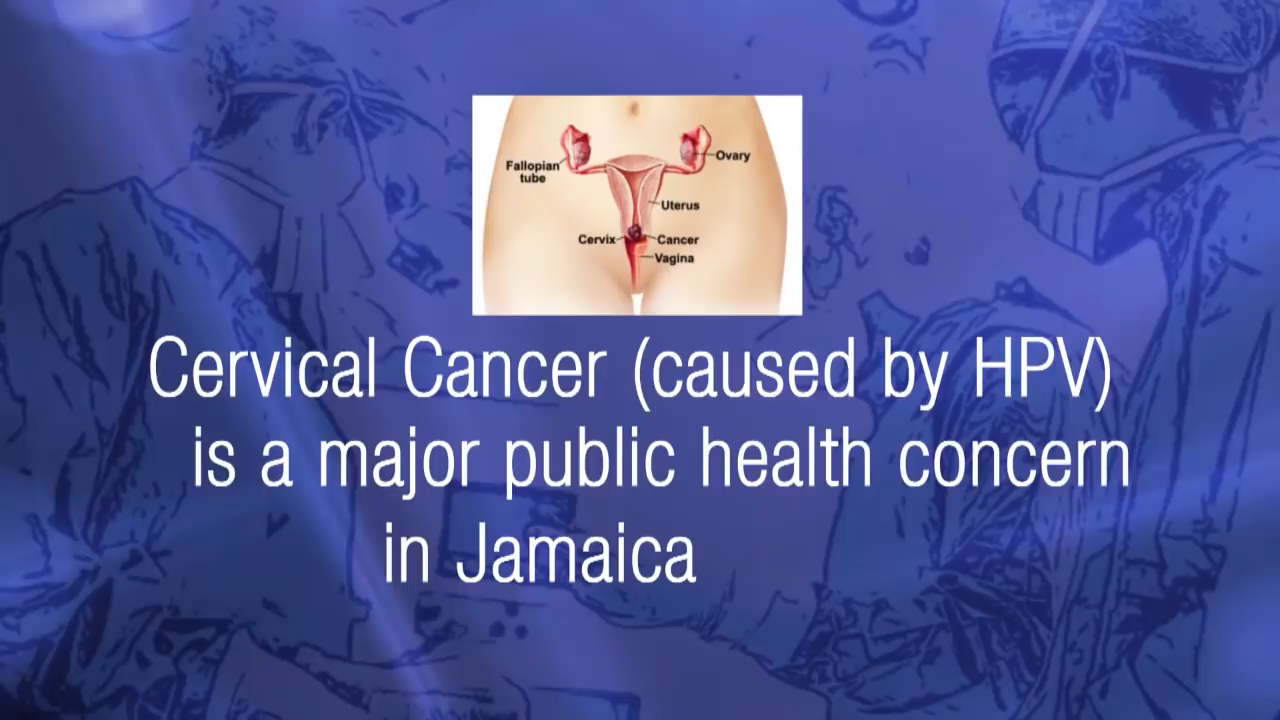 Fallopian
tube
Ovary
Uterus
Cervix
Cancer
Vagina
Cervical Cancer (caused by HPV)
is a major public health concern
in Jamaica